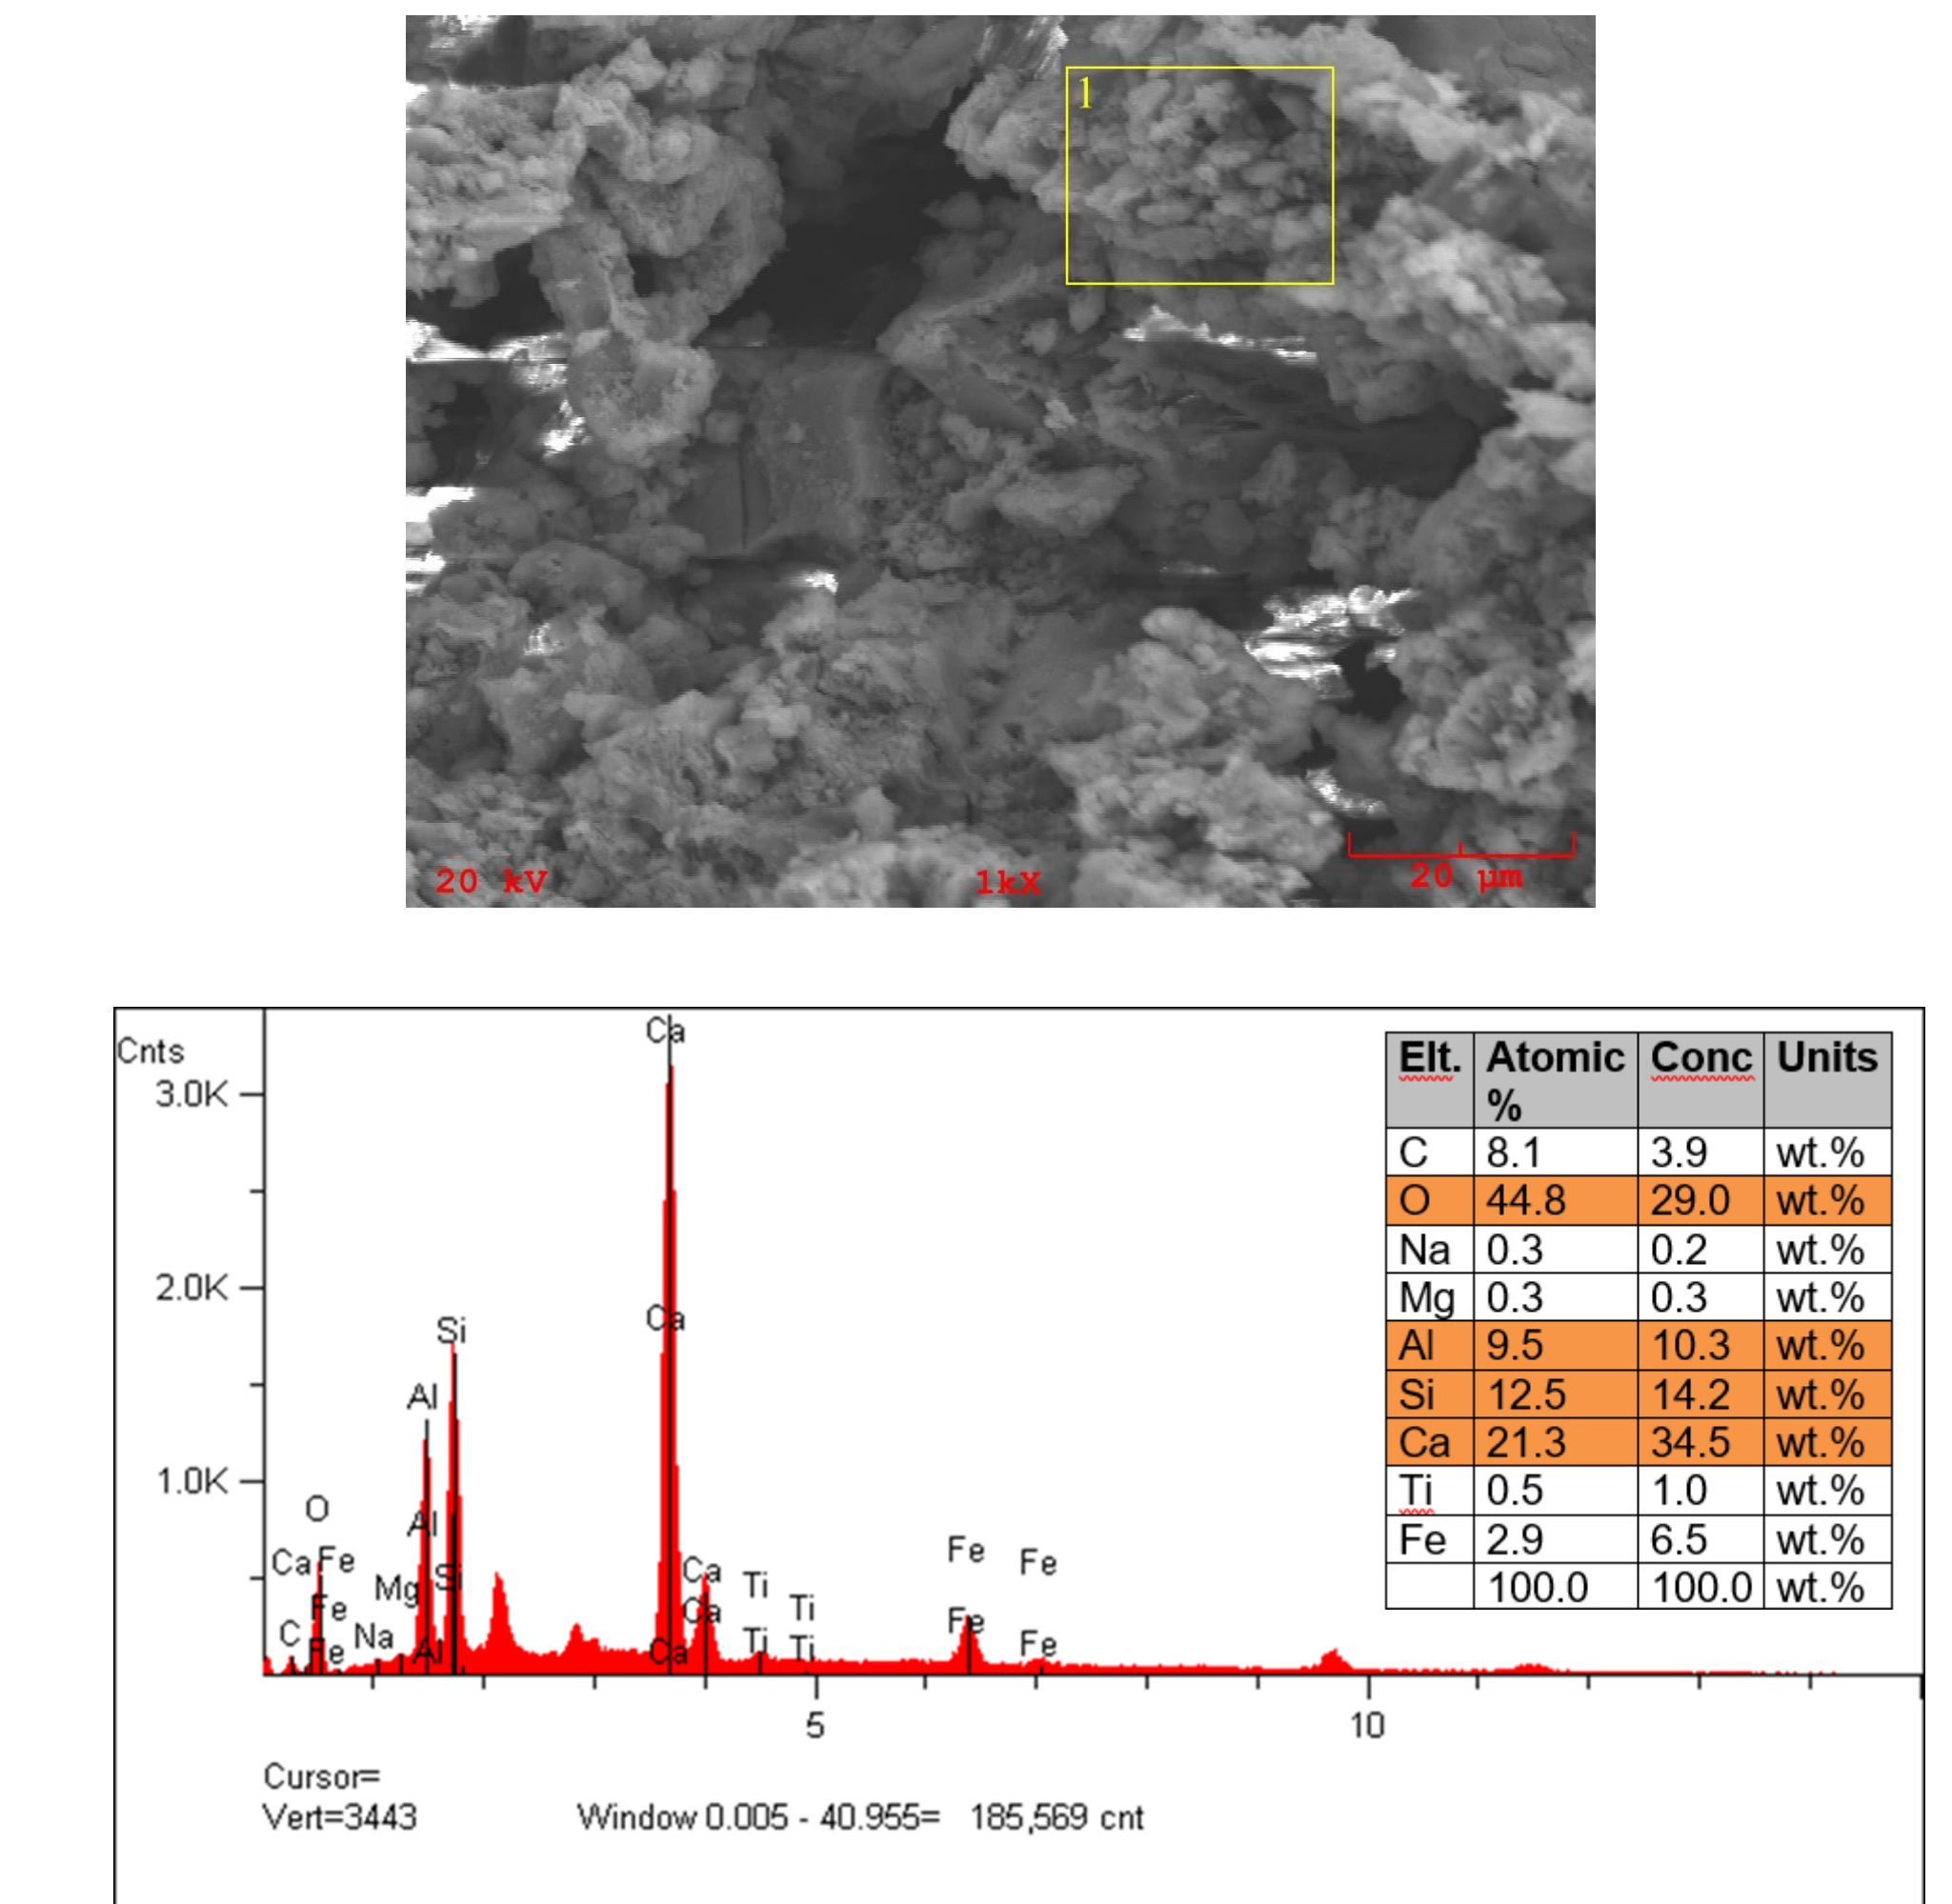 1
20 kV
1kX
20 µm
Cnts
3.0K
2.0K
1.0K
Ca
Ca
Si
Al
Al
O
Ca
Fe
Mg
Si
Fe
C
Fe
Na
Al
Ca
Ca
Ca
Ti
Ti
Ti
Ti
Fe
Fe
Fe
Fe
5
10
Elt. Atomic % Conc Units
C 8.1 3.9 wt.%
O 44.8 29.0 wt.%
Na 0.3 0.2 wt.%
Mg 0.3 0.3 wt.%
Al 9.5 10.3 wt.%
Si 12.5 14.2 wt.%
Ca 21.3 34.5 wt.%
Ti 0.5 1.0 wt.%
Fe 2.9 6.5 wt.%
100.0 100.0 wt.%
Cursor=
Vert=3443 Window 0.005 - 40.955= 185,569 cnt